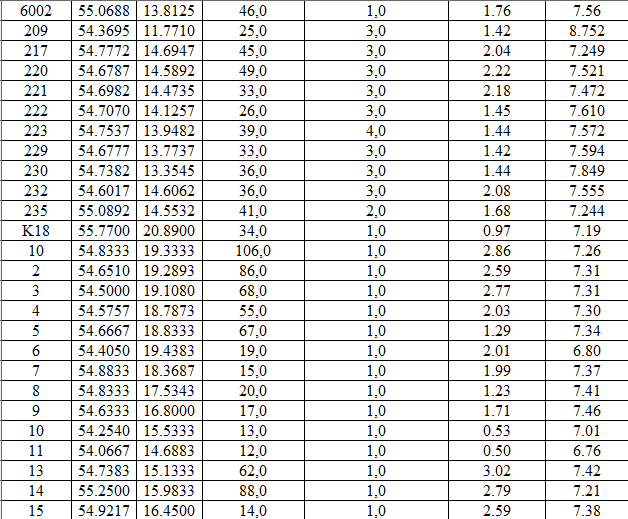 6002 55.0688 13.8125 46,0 1,0 1.76 7.56
209 54.3695 11.7710 25,0 3,0 1.42 8.752
217 54.7772 14.6947 45,0 3,0 2.04 7.249
220 54.6787 14.5892 49,0 3,0 2.22 7.521
221 54.6982 14.4735 33,0 3,0 2.18 7.472
222 54.7070 14.1257 26,0 3,0 1.45 7.610
223 54.7537 13.9482 39,0 4,0 1.44 7.572
229 54.6777 13.7737 33,0 3,0 1.42 7.594
230 54.7382 13.3545 36,0 3,0 1.44 7.849
232 54.6017 14.6062 36,0 3,0 2.08 7.555
235 55.0892 14.5532 41,0 2,0 1.68 7.244
K18 55.7700 20.8900 34,0 1,0 0.97 7.19
10 54.8333 19.3333 106,0 1,0 2.86 7.26
2 54.6510 19.2893 86,0 1,0 2.59 7.31
3 54.5000 19.1080 68,0 1,0 2.77 7.31
4 54.5757 18.7873 55,0 1,0 2.03 7.30
5 54.6667 18.8333 67,0 1,0 1.29 7.34
6 54.4050 19.4383 19,0 1,0 2.01 6.80
7 54.8833 18.3687 15,0 1,0 1.99 7.37
8 54.8333 17.5343 20,0 1,0 1.23 7.41
9 54.6333 16.8000 17,0 1,0 1.71 7.46
10 54.2540 15.5333 13,0 1,0 0.53 7.01
11 54.0667 14.6883 12,0 1,0 0.50 6.76
13 54.7383 15.1333 62,0 1,0 3.02 7.42
14 55.2500 15.9833 88,0 1,0 2.79 7.21
15 54.9217 16.4500 14,0 1,0 2.59 7.38